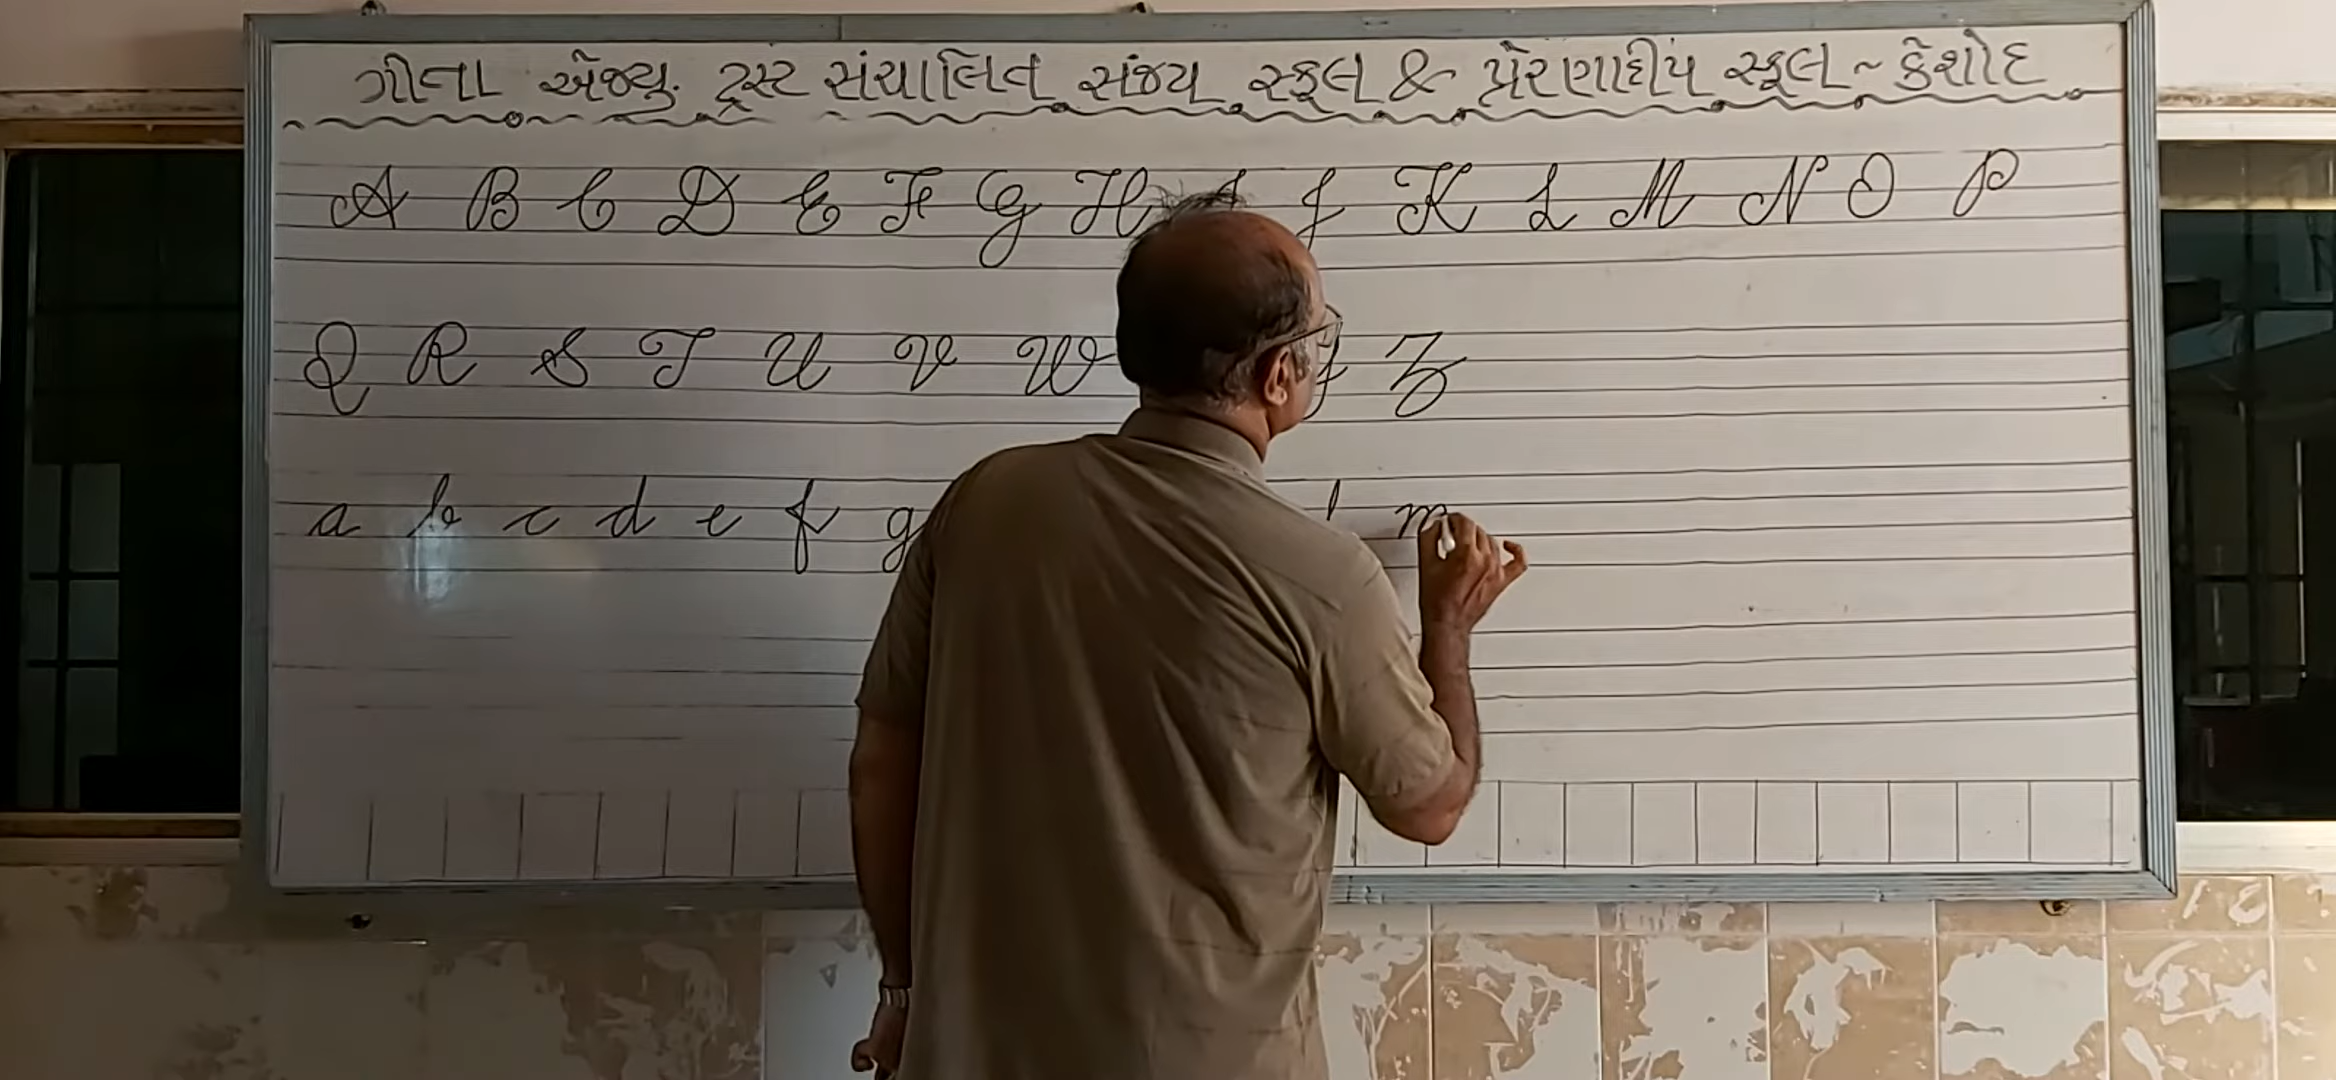 ગીતા એજ્યુ. ટ્રસ્ટ સંચાલિત સંજય સ્કૂલ & પ્રેરણાદીપ સ્કૂલ ~ કેશોદ
A B C D E F G H I J K L M N O P
Q R S T U V W Y Z
a b c d e f g l m